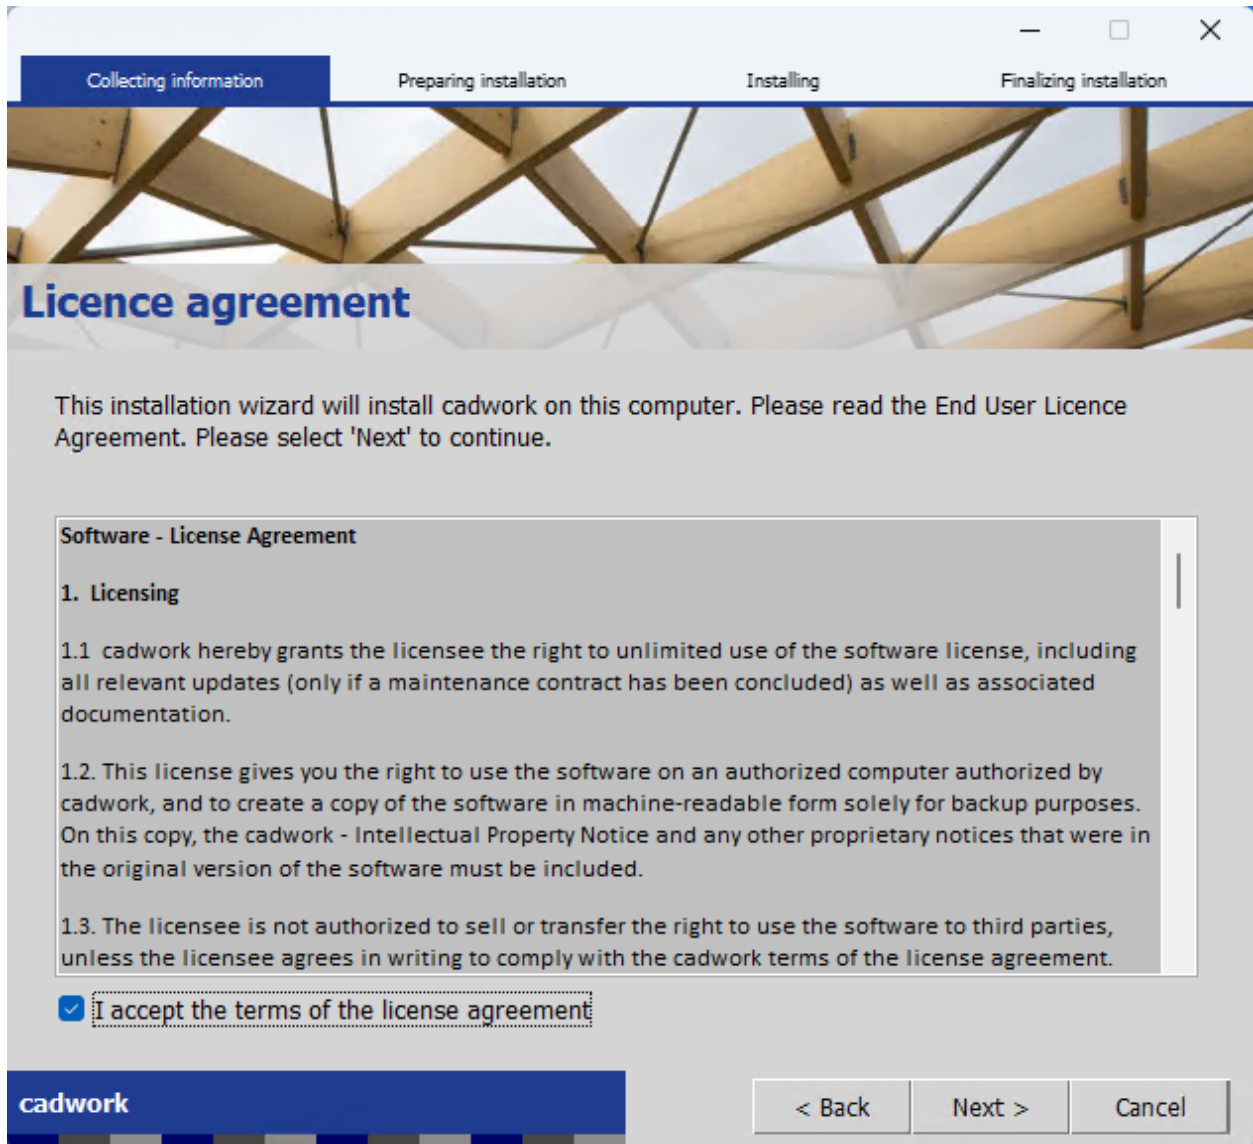 Collecting information
Preparing installation
Installing
Finalizing installation
Licence agreement
This installation wizard will install cadwork on this computer. Please read the End User Licence
Agreement. Please select 'Next' to continue.
Software - License Agreement
1.  Licensing
1.1  cadwork hereby grants the licensee the right to unlimited use of the software license, including
all relevant updates (only if a maintenance contract has been concluded) as well as associated
documentation.
1.2. This license gives you the right to use the software on an authorized computer authorized by
cadwork, and to create a copy of the software in machine-readable form solely for backup purposes.
On this copy, the cadwork - Intellectual Property Notice and any other proprietary notices that were in
the original version of the software must be included.
1.3. The licensee is not authorized to sell or transfer the right to use the software to third parties,
unless the licensee agrees in writing to comply with the cadwork terms of the license agreement.
I accept the terms of the license agreement
cadwork
< Back
Next >
Cancel